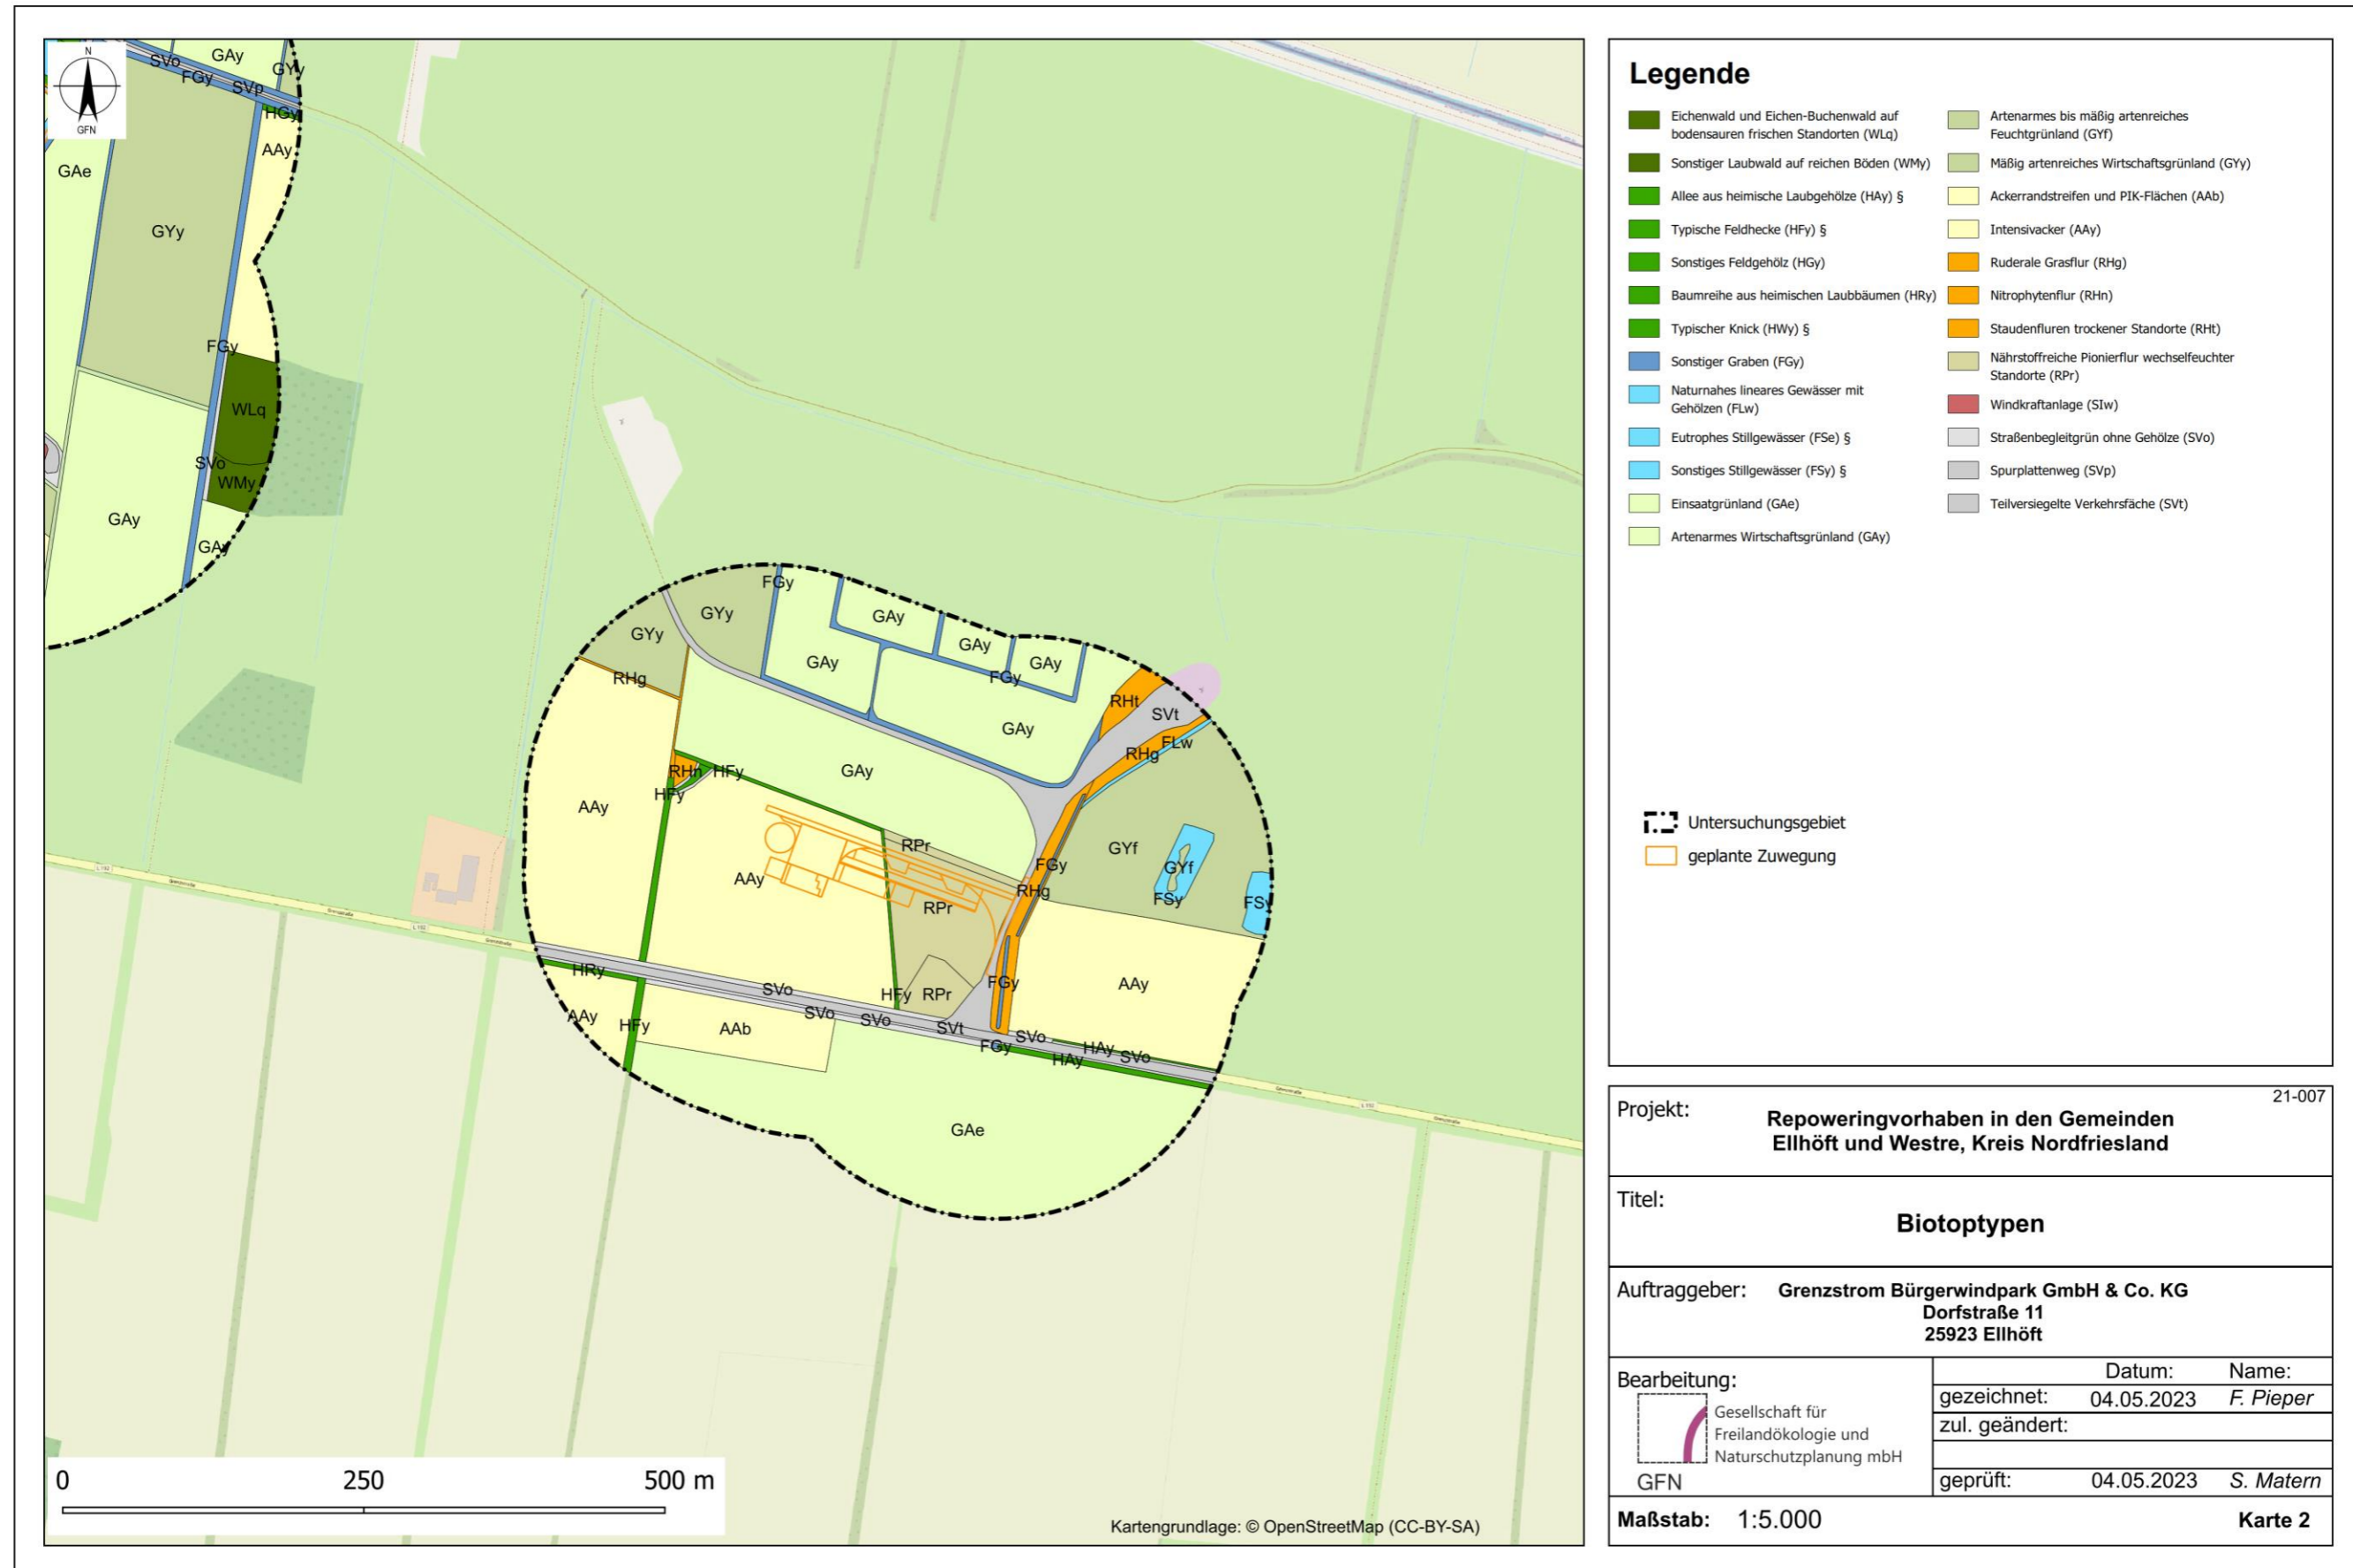 N
GFN
SVo
GAy
FGy
GYy
SVp
HGy
AAy
GAe
GYy
FGy
WLq
SVo
WMy
GAy
GAy
FGy
GYy
GAy
GYy
GAy
GAy
GAy
RHg
FGy
RHt
GAy
SVt
FLw
RHg
RHn
HFy
GAy
HFy
AAy
RPr
GYf
FGy
GYf
AAy
RHg
FSy
RPr
FSy
L 192
Grenzstraße
Grenzstraße
L 192
Grenzstraße
HRy
AAy
SVo
HFy
RPr
FGy
AAy
HFy
AAb
SVo
SVo
SVt
SVo
FGy
HAy
SVo
HAy
Grenzstraße
L 192
Grenzstraße
GAe
0 250 500 m
Kartengrundlage: © OpenStreetMap (CC-BY-SA)
Legende
Eichenwald und Eichen-Buchenwald auf
bodensauren frischen Standorten (WLq)
Sonstiger Laubwald auf reichen Böden (WMy)
Allee aus heimische Laubgehölze (HAy) §
Typische Feldhecke (HFy) §
Sonstiges Feldgehölz (HGy)
Baumreihe aus heimischen Laubbäumen (HRy)
Typischer Knick (HWy) §
Sonstiger Graben (FGy)
Naturnahes lineares Gewässer mit
Gehölzen (FLw)
Eutrophes Stillgewässer (FSe) §
Sonstiges Stillgewässer (FSy) §
Einsaatgrünland (GAe)
Artenarmes Wirtschaftsgrünland (GAy)
Artenarmes bis mäßig artenreiches
Feuchtgrünland (GYf)
Mäßig artenreiches Wirtschaftsgrünland (GYy)
Ackerrandstreifen und PIK-Flächen (AAb)
Intensivacker (AAy)
Ruderale Grasflur (RHg)
Nitrophytenflur (RHn)
Staudenfluren trockener Standorte (RHt)
Nährstoffreiche Pionierflur wechselfeuchter
Standorte (RPr)
Windkraftanlage (SIw)
Straßenbegleitgrün ohne Gehölze (SVo)
Spurplattenweg (SVp)
Teilversiegelte Verkehrsfäche (SVt)
Untersuchungsgebiet
geplante Zuwegung
21-007
Projekt:
Repoweringvorhaben in den Gemeinden
Ellhöft und Westre, Kreis Nordfriesland
Titel:
Biotoptypen
Auftraggeber: Grenzstrom Bürgerwindpark GmbH & Co. KG
Dorfstraße 11
25923 Ellhöft
Bearbeitung:
Gesellschaft für
Freilandökologie und
Naturschutzplanung mbH
GFN
Datum: Name:
gezeichnet: 04.05.2023 F. Pieper
zul. geändert:
geprüft: 04.05.2023 S. Matern
Maßstab: 1:5.000
Karte 2